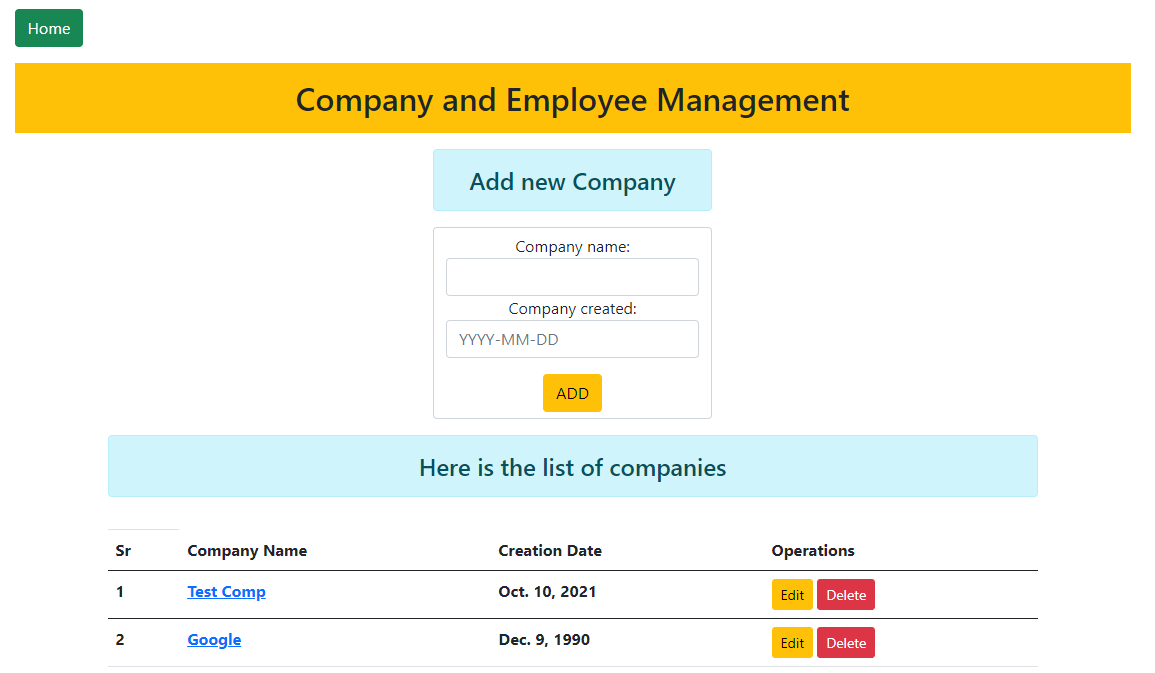 Home
Company and Employee Management
Add new Company
Company name:
Company created:
YYYY-MM-DD
ADD
Here is the list of companies
Sr Company Name Creation Date Operations
1 Test Comp Oct. 10, 2021 Edit Delete
2 Google Dec. 9, 1990 Edit Delete